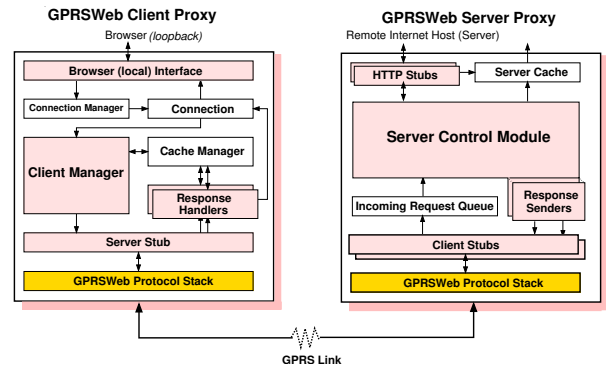 GPRSWeb Client Proxy
Browser (loopback)
Browser (local) Interface
Connection Manager
Connection
Client Manager
Cache Manager
Response
Handlers
Server Stub
GPRSWeb Protocol Stack
GPRSWeb Server Proxy
Remote Internet Host (Server)
HTTP Stubs
Server Cache
Server Control Module
Incoming Request Queue
Response
Senders
Client Stubs
GPRSWeb Protocol Stack
GPRS Link